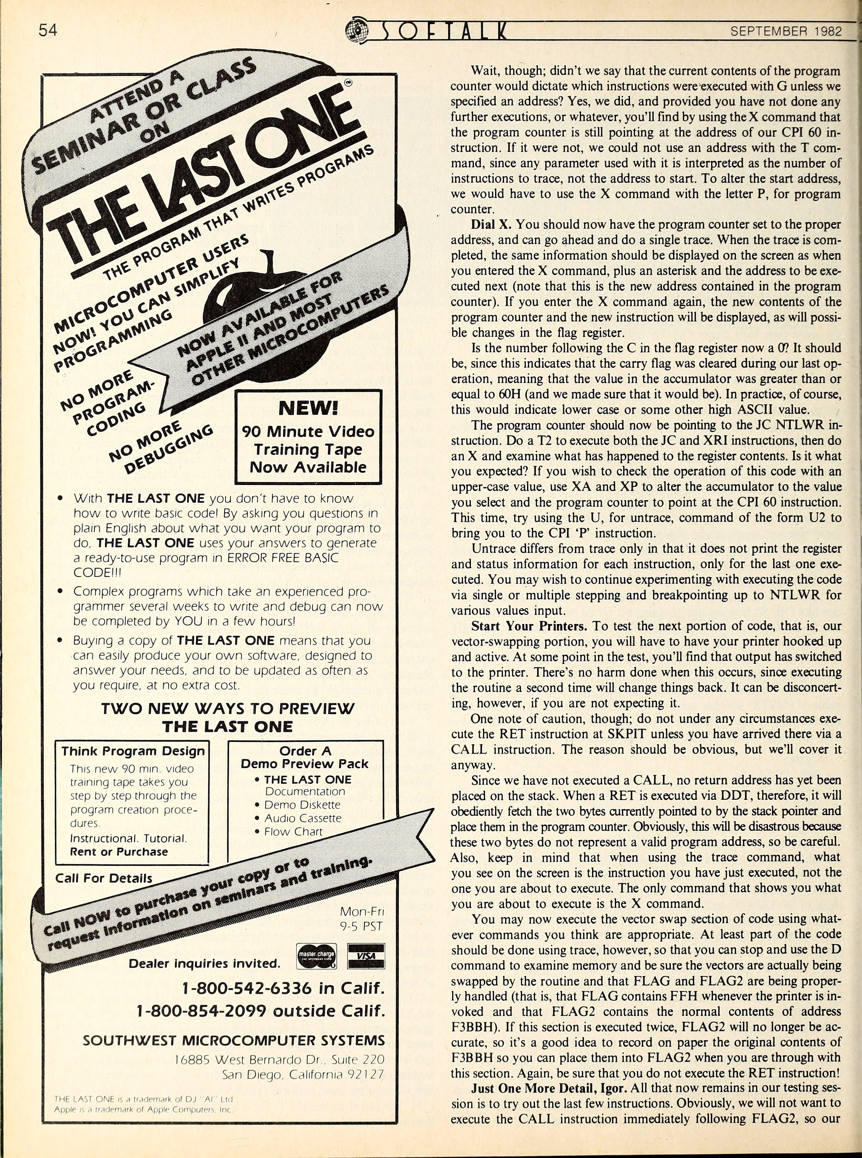 54
SOFTALK
SEPTEMBER 1982
ATTEND A
SEMINAR OR CLASS
ON
THE LAST ONE™
THE PROGRAM THAT WRITES PROGRAMS
MICROCOMPUTER USERS
NOW! YOU CAN SIMPLIFY
PROGRAMMING
NOW AVAILABLE FOR
APPLE II AND MOST
OTHER MICROCOMPUTERS
NO MORE
PROGRAM-
CODING
NO MORE
DEBUGGING
NEW!
90 Minute Video
Training Tape
Now Available
• With THE LAST ONE you don't have to know
how to write basic code! By asking you questions in
plain English about what you want your program to
do, THE LAST ONE uses your answers to generate
a ready-to-use program in ERROR FREE BASIC
CODE!!!
• Complex programs which take an experienced pro-
grammer several weeks to write and debug can now
be completed by YOU in a few hours!
• Buying a copy of THE LAST ONE means that you
can easily produce your own software, designed to
answer your needs, and to be updated as often as
you require, at no extra cost.
TWO NEW WAYS TO PREVIEW
THE LAST ONE
Think Program Design
This new 90 min. video
training tape takes you
step by step through the
program creation proce-
dures.
Instructional. Tutorial.
Rent or Purchase
Order A
Demo Preview Pack
• THE LAST ONE
Documentation
• Demo Diskette
• Audio Cassette
• Flow Chart
Call For Details
Call NOW to purchase your copy or to
request information on seminars and training.
Mon-Fri
9-5 PST
Dealer inquiries invited.
master charge
VISA
1-800-542-6336 in Calif.
1-800-854-2099 outside Calif.
SOUTHWEST MICROCOMPUTER SYSTEMS
16885 West Bernardo Dr., Suite 220
San Diego, California 92127
THE LAST ONE is a trademark of DJ "AI" Ltd.
Apple is a trademark of Apple Computers, Inc.
Wait, though; didn't we say that the current contents of the program
counter would dictate which instructions were executed with G unless we
specified an address? Yes, we did, and provided you have not done any
further executions, or whatever, you'll find by using the X command that
the program counter is still pointing at the address of our CPI 60 in-
struction. If it were not, we could not use an address with the T com-
mand, since any parameter used with it is interpreted as the number of
instructions to trace, not the address to start. To alter the start address,
we would have to use the X command with the letter P, for program
counter.
Dial X. You should now have the program counter set to the proper
address, and can go ahead and do a single trace. When the trace is com-
pleted, the same information should be displayed on the screen as when
you entered the X command, plus an asterisk and the address to be exe-
cuted next (note that this is the new address contained in the program
counter). If you enter the X command again, the new contents of the
program counter and the new instruction will be displayed, as will possi-
ble changes in the flag register.
Is the number following the C in the flag register now a 0? It should
be, since this indicates that the carry flag was cleared during our last op-
eration, meaning that the value in the accumulator was greater than or
equal to 60H (and we made sure that it would be). In practice, of course,
this would indicate lower case or some other high ASCII value.
The program counter should now be pointing to the JC NTLWR in-
struction. Do a T2 to execute both the JC and XRI instructions, then do
an X and examine what has happened to the register contents. Is it what
you expected? If you wish to check the operation of this code with an
upper-case value, use XA and XP to alter the accumulator to the value
you select and the program counter to point at the CPI 60 instruction.
This time, try using the U, for untrace, command of the form U2 to
bring you to the CPI 'P' instruction.
Untrace differs from trace only in that it does not print the register
and status information for each instruction, only for the last one exe-
cuted. You may wish to continue experimenting with executing the code
via single or multiple stepping and breakpointing up to NTLWR for
various values input.
Start Your Printers. To test the next portion of code, that is, our
vector-swapping portion, you will have to have your printer hooked up
and active. At some point in the test, you'll find that output has switched
to the printer. There's no harm done when this occurs, since executing
the routine a second time will change things back. It can be disconcert-
ing, however, if you are not expecting it.
One note of caution, though; do not under any circumstances exe-
cute the RET instruction at SKPIT unless you have arrived there via a
CALL instruction. The reason should be obvious, but we'll cover it
anyway.
Since we have not executed a CALL, no return address has yet been
placed on the stack. When a RET is executed via DDT, therefore, it will
obediently fetch the two bytes currently pointed to by the stack pointer and
place them in the program counter. Obviously, this will be disastrous because
these two bytes do not represent a valid program address, so be careful.
Also, keep in mind that when using the trace command, what
you see on the screen is the instruction you have just executed, not the
one you are about to execute. The only command that shows you what
you are about to execute is the X command.
You may now execute the vector swap section of code using what-
ever commands you think are appropriate. At least part of the code
should be done using trace, however, so that you can stop and use the D
command to examine memory and be sure the vectors are actually being
swapped by the routine and that FLAG and FLAG2 are being proper-
ly handled (that is, that FLAG contains FFH whenever the printer is in-
voked and that FLAG2 contains the normal contents of address
F3BBH). If this section is executed twice, FLAG2 will no longer be ac-
curate, so it's a good idea to record on paper the original contents of
F3BBH so you can place them into FLAG2 when you are through with
this section. Again, be sure that you do not execute the RET instruction!
Just One More Detail, Igor. All that now remains in our testing ses-
sion is to try out the last few instructions. Obviously, we will not want to
execute the CALL instruction immediately following FLAG2, so our